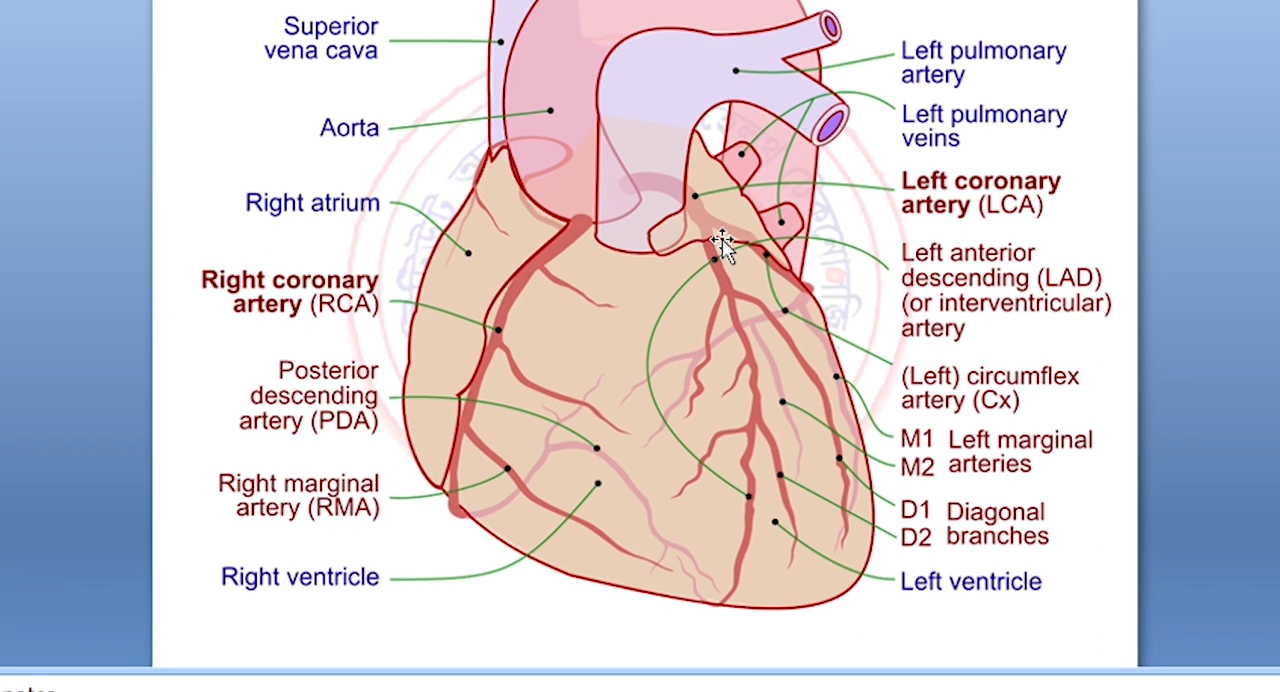 Superior
vena cava
Aorta
Right atrium
Right coronary
artery (RCA)
Posterior
descending
artery (PDA)
Right marginal
artery (RMA)
Right ventricle
Left pulmonary
artery
Left pulmonary
veins
Left coronary
artery (LCA)
Left anterior
descending (LAD)
(or interventricular)
artery
(Left) circumflex
artery (Cx)
M1 Left marginal
M2 arteries
D1 Diagonal
D2 branches
Left ventricle